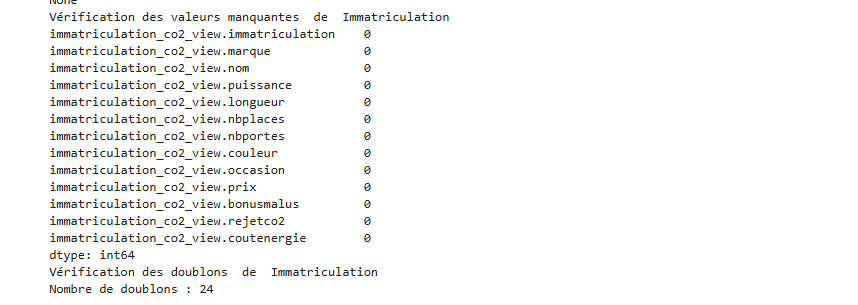 None
Vérification des valeurs manquantes  de  Immatriculation
immatriculation_co2_view.immatriculation    0
immatriculation_co2_view.marque             0
immatriculation_co2_view.nom                0
immatriculation_co2_view.puissance          0
immatriculation_co2_view.longueur           0
immatriculation_co2_view.nbplaces           0
immatriculation_co2_view.nbportes           0
immatriculation_co2_view.couleur            0
immatriculation_co2_view.occasion           0
immatriculation_co2_view.prix               0
immatriculation_co2_view.bonusmalus         0
immatriculation_co2_view.rejetco2           0
immatriculation_co2_view.coutenergie        0
dtype: int64
Vérification des doublons  de  Immatriculation
Nombre de doublons : 24